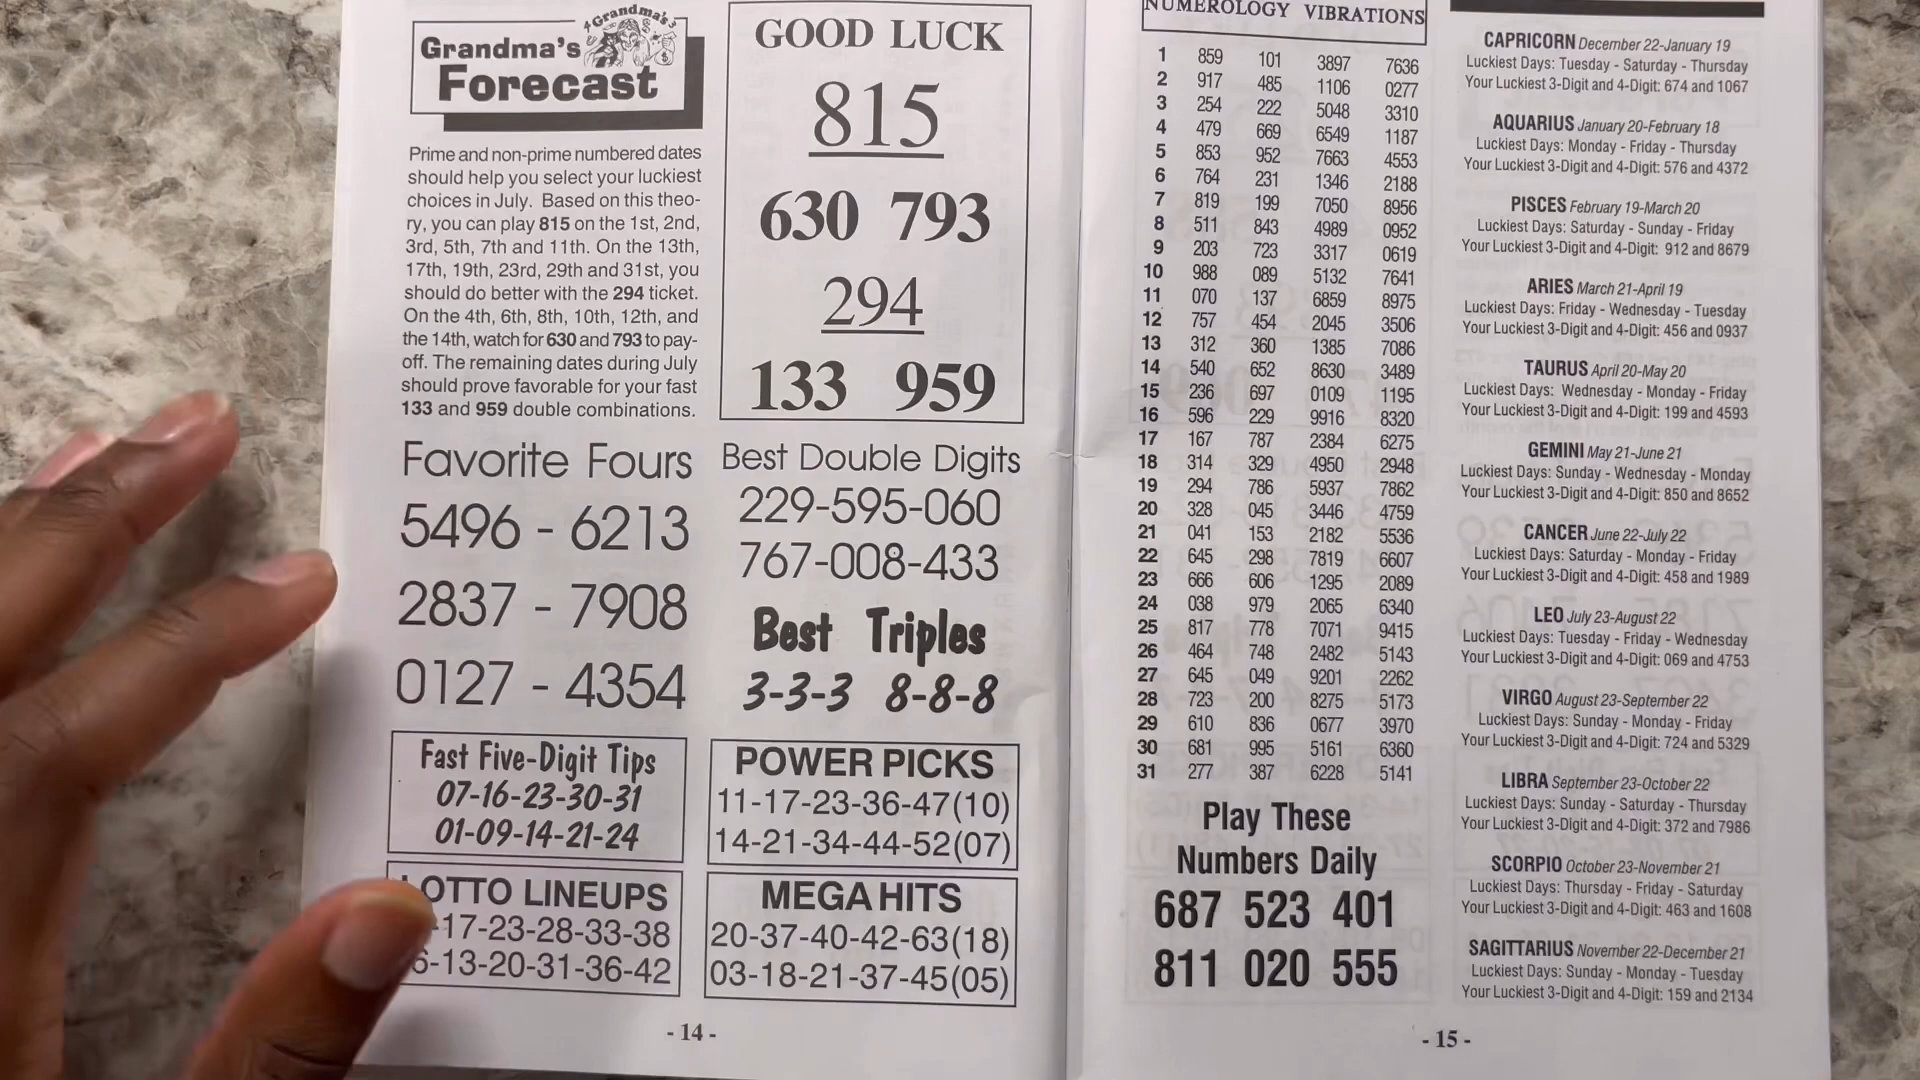 Grandma's
Grandma's
Forecast
Prime and non-prime numbered dates
should help you select your luckiest
choices in July. Based on this theo-
ry, you can play 815 on the 1st, 2nd,
3rd, 5th, 7th and 11th. On the 13th,
17th, 19th, 23rd, 29th and 31st, you
should do better with the 294 ticket.
On the 4th, 6th, 8th, 10th, 12th, and
the 14th, watch for 630 and 793 to pay-
off. The remaining dates during July
should prove favorable for your fast
133 and 959 double combinations.
GOOD LUCK
815
630 793
294
133 959
Favorite Fours
5496 - 6213
2837 - 7908
0127 - 4354
Best Double Digits
229-595-060
767-008-433
Best Triples
3-3-3 8-8-8
Fast Five-Digit Tips
07-16-23-30-31
01-09-14-21-24
POWER PICKS
11-17-23-36-47(10)
14-21-34-44-52(07)
OTTO LINEUPS
-17-23-28-33-38
6-13-20-31-36-42
MEGA HITS
20-37-40-42-63(18)
03-18-21-37-45(05)
- 14 -
NUMEROLOGY VIBRATIONS
1 859 101 3897 7636
2 917 485 1106 0277
3 254 222 5048 3310
4 479 669 6549 1187
5 853 952 7663 4553
6 764 231 1346 2188
7 819 199 7050 8956
8 511 843 4989 0952
9 203 723 3317 0619
10 988 089 5132 7641
11 070 137 6859 8975
12 757 454 2045 3506
13 312 360 1385 7086
14 540 652 8630 3489
15 236 697 0109 1195
16 596 229 9916 8320
17 167 787 2384 6275
18 314 329 4950 2948
19 294 786 5937 7862
20 328 045 3446 4759
21 041 153 2182 5536
22 645 298 7819 6607
23 666 606 1295 2089
24 038 979 2065 6340
25 817 778 7071 9415
26 464 748 2482 5143
27 645 049 9201 2262
28 723 200 8275 5173
29 610 836 0677 3970
30 681 995 5161 6360
31 277 387 6228 5141
Play These
Numbers Daily
687 523 401
811 020 555
CAPRICORN December 22-January 19
Luckiest Days: Tuesday - Saturday - Thursday
Your Luckiest 3-Digit and 4-Digit: 674 and 1067
AQUARIUS January 20-February 18
Luckiest Days: Monday - Friday - Thursday
Your Luckiest 3-Digit and 4-Digit: 576 and 4372
PISCES February 19-March 20
Luckiest Days: Saturday - Sunday - Friday
Your Luckiest 3-Digit and 4-Digit: 912 and 8679
ARIES March 21-April 19
Luckiest Days: Friday - Wednesday - Tuesday
Your Luckiest 3-Digit and 4-Digit: 456 and 0937
TAURUS April 20-May 20
Luckiest Days: Wednesday - Monday - Friday
Your Luckiest 3-Digit and 4-Digit: 199 and 4593
GEMINI May 21-June 21
Luckiest Days: Sunday - Wednesday - Monday
Your Luckiest 3-Digit and 4-Digit: 850 and 8652
CANCER June 22-July 22
Luckiest Days: Saturday - Monday - Friday
Your Luckiest 3-Digit and 4-Digit: 458 and 1989
LEO July 23-August 22
Luckiest Days: Tuesday - Friday - Wednesday
Your Luckiest 3-Digit and 4-Digit: 069 and 4753
VIRGO August 23-September 22
Luckiest Days: Sunday - Monday - Friday
Your Luckiest 3-Digit and 4-Digit: 724 and 5329
LIBRA September 23-October 22
Luckiest Days: Sunday - Saturday - Thursday
Your Luckiest 3-Digit and 4-Digit: 372 and 7986
SCORPIO October 23-November 21
Luckiest Days: Thursday - Friday - Saturday
Your Luckiest 3-Digit and 4-Digit: 463 and 1608
SAGITTARIUS November 22-December 21
Luckiest Days: Sunday - Monday - Tuesday
Your Luckiest 3-Digit and 4-Digit: 159 and 2134
- 15 -